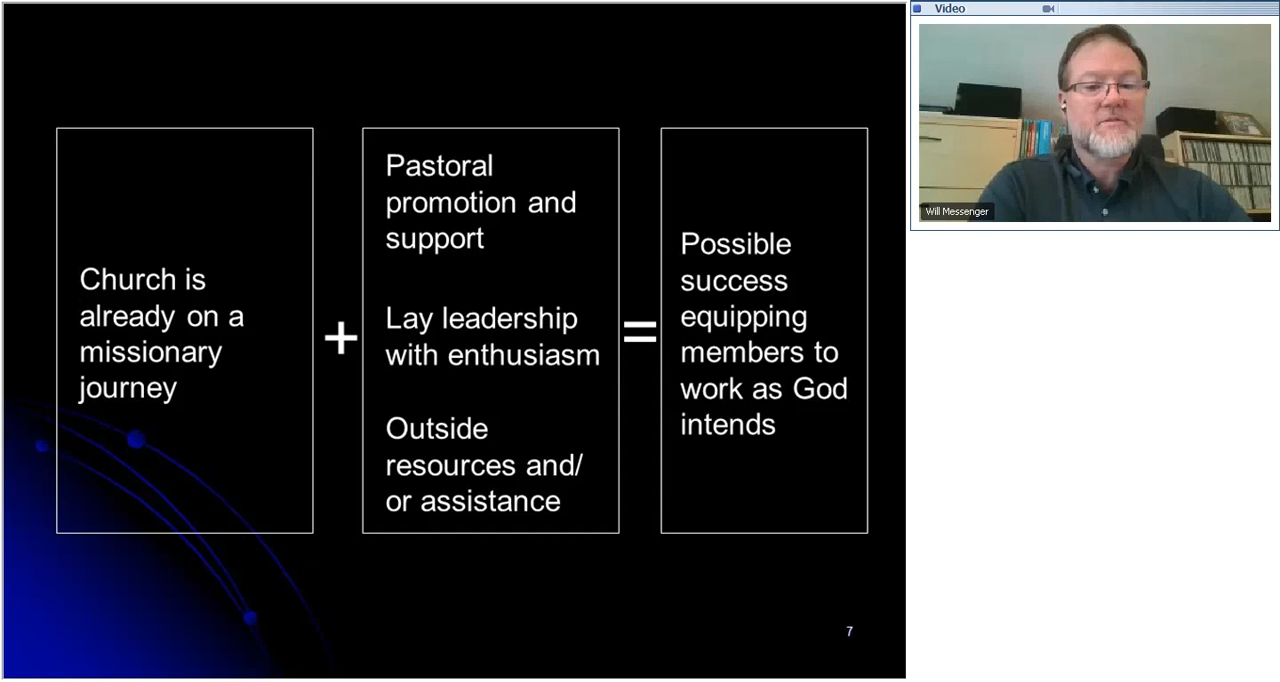 Church is
already on a
missionary
journey
+
Pastoral
promotion and
support
Lay leadership
with enthusiasm
Outside
resources and/
or assistance
=
Possible
success
equipping
members to
work as God
intends
7
Video
Will Messenger